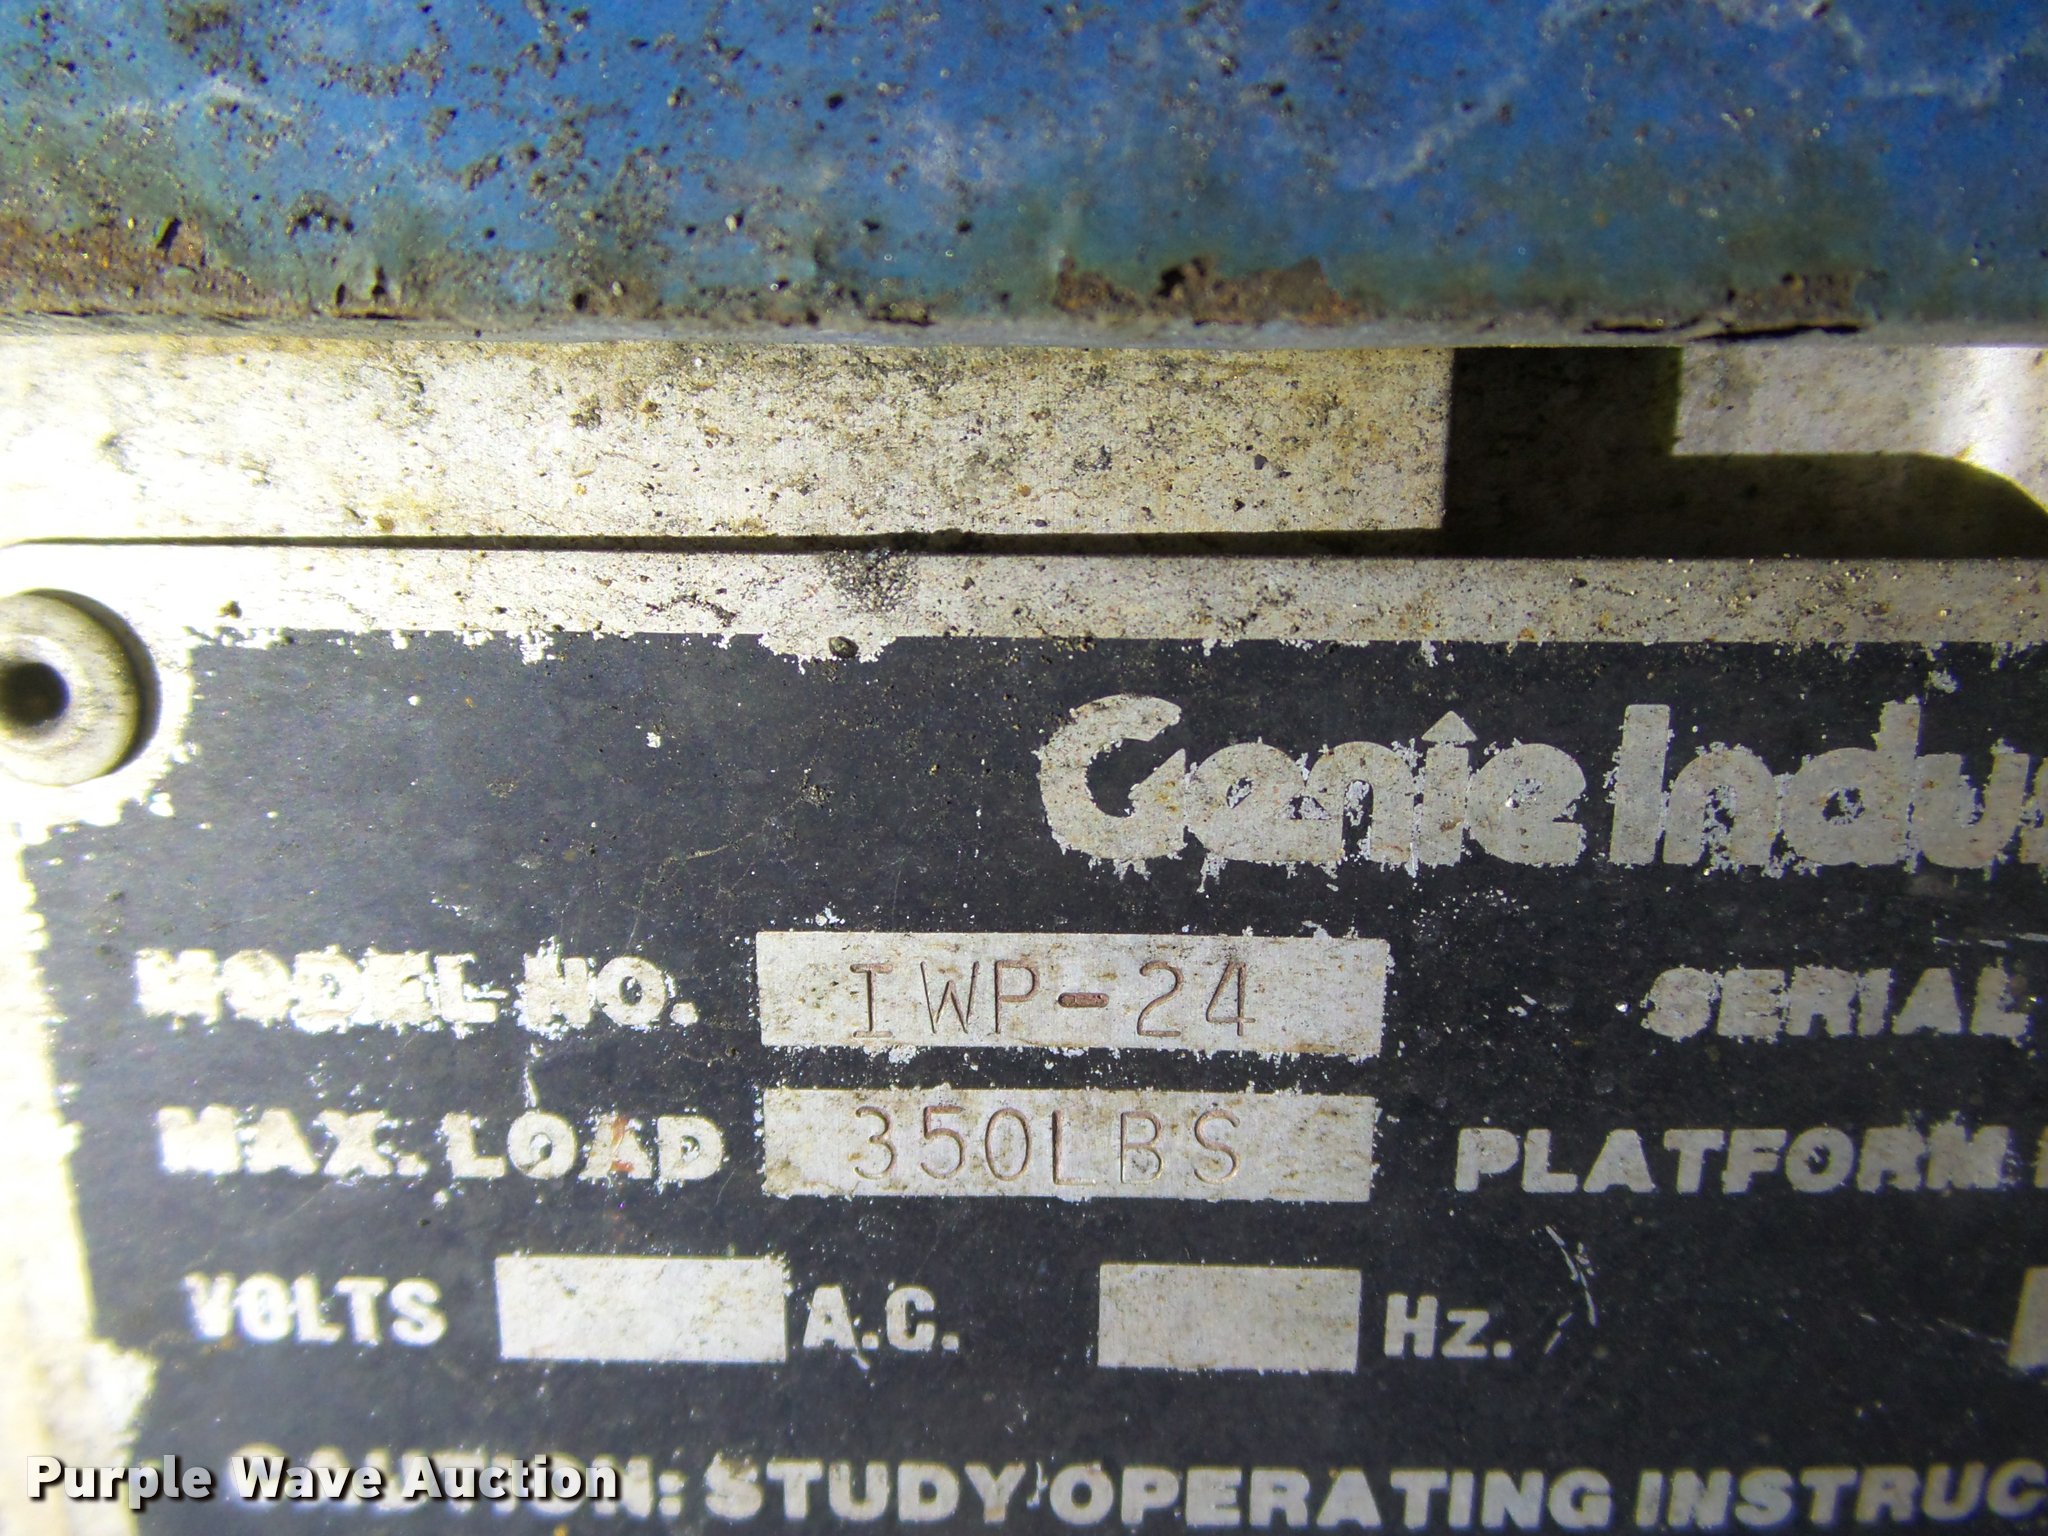 Genie Indu
MODEL NO. IWP-24 SERIAL
MAX. LOAD 350LBS PLATFORM
VOLTS A.C. Hz.
CAUTION: STUDY OPERATING INSTRUC
Purple Wave Auction